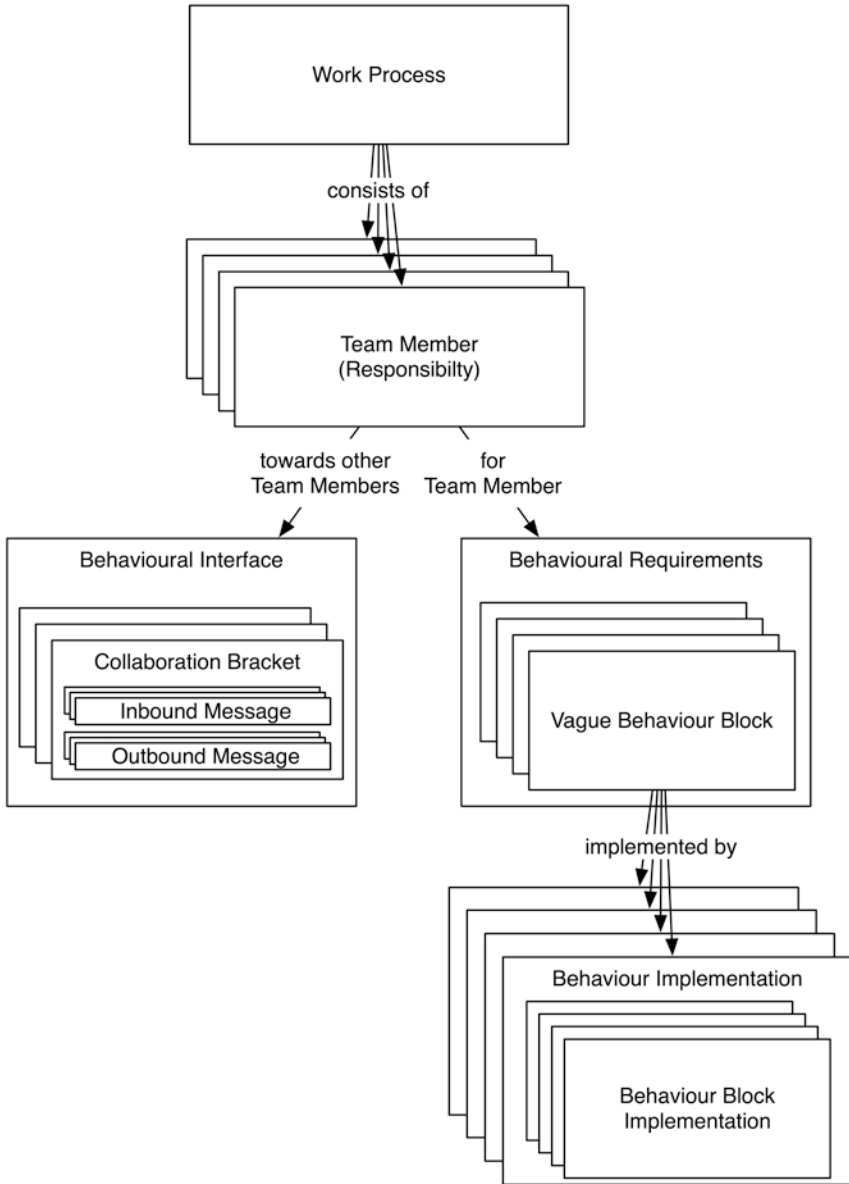 Work Process
consists of
Team Member
(Responsibilty)
towards other
Team Members
for
Team Member
Behavioural Interface
Collaboration Bracket
Inbound Message
Outbound Message
Behavioural Requirements
Vague Behaviour Block
implemented by
Behaviour Implementation
Behaviour Block
Implementation